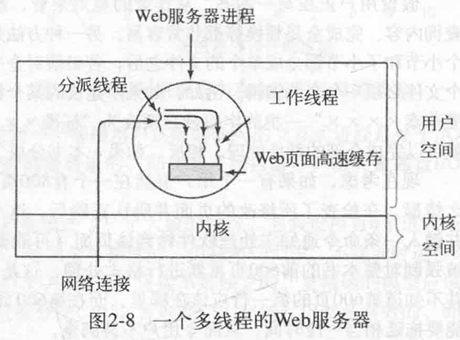 Web服务器进程
分派线程
工作线程
Web页面高速缓存
用户
空间
内核
内核
空间
网络连接
图2-8 一个多线程的Web服务器